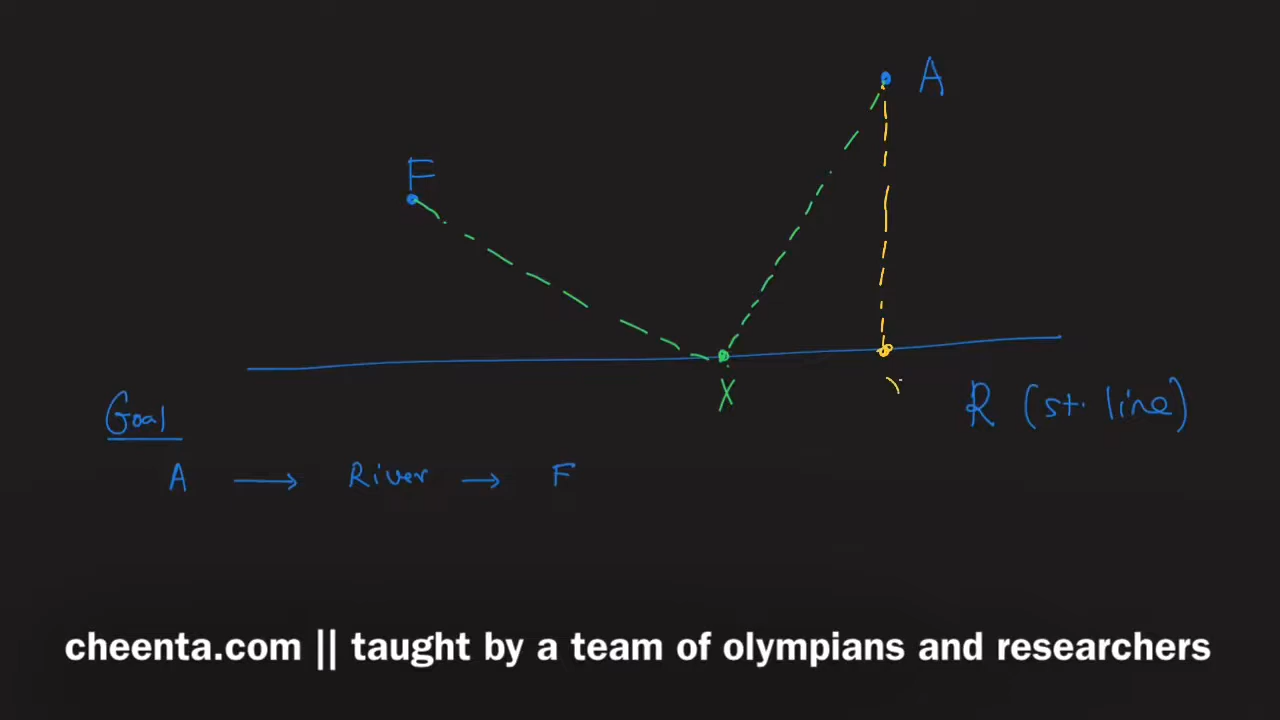 A
F
X
R (st. line)
Goal
A → River → F
cheenta.com || taught by a team of olympians and researchers